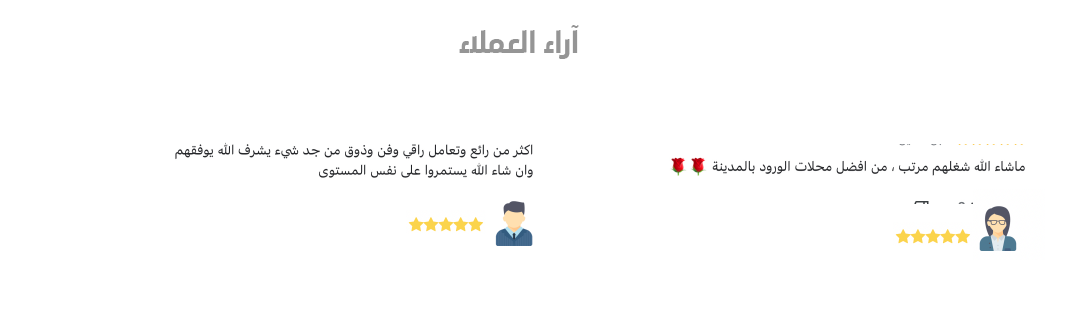 آراء العملاء
ماشاء الله شغلهم مرتب ، من افضل محلات الورود بالمدينة 🌹🌹
اكثر من رائع وتعامل راقي وفن وذوق من جد شيء يشرف الله يوفقهم
وان شاء الله يستمروا على نفس المستوى